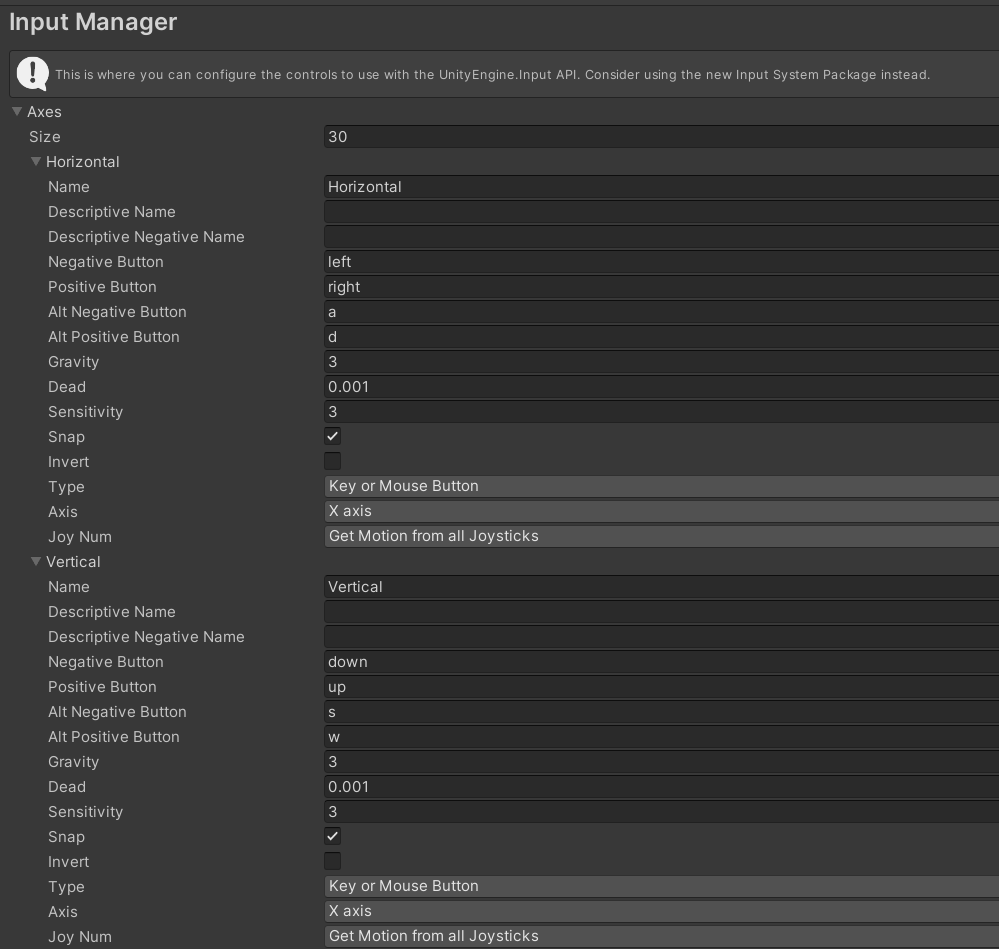 Input Manager
This is where you can configure the controls to use with the UnityEngine.Input API. Consider using the new Input System Package instead.
Axes
Size 30
Horizontal
Name Horizontal
Descriptive Name
Descriptive Negative Name
Negative Button left
Positive Button right
Alt Negative Button a
Alt Positive Button d
Gravity 3
Dead 0.001
Sensitivity 3
Snap
Invert
Type Key or Mouse Button
Axis X axis
Joy Num Get Motion from all Joysticks
Vertical
Name Vertical
Descriptive Name
Descriptive Negative Name
Negative Button down
Positive Button up
Alt Negative Button s
Alt Positive Button w
Gravity 3
Dead 0.001
Sensitivity 3
Snap
Invert
Type Key or Mouse Button
Axis X axis
Joy Num Get Motion from all Joysticks